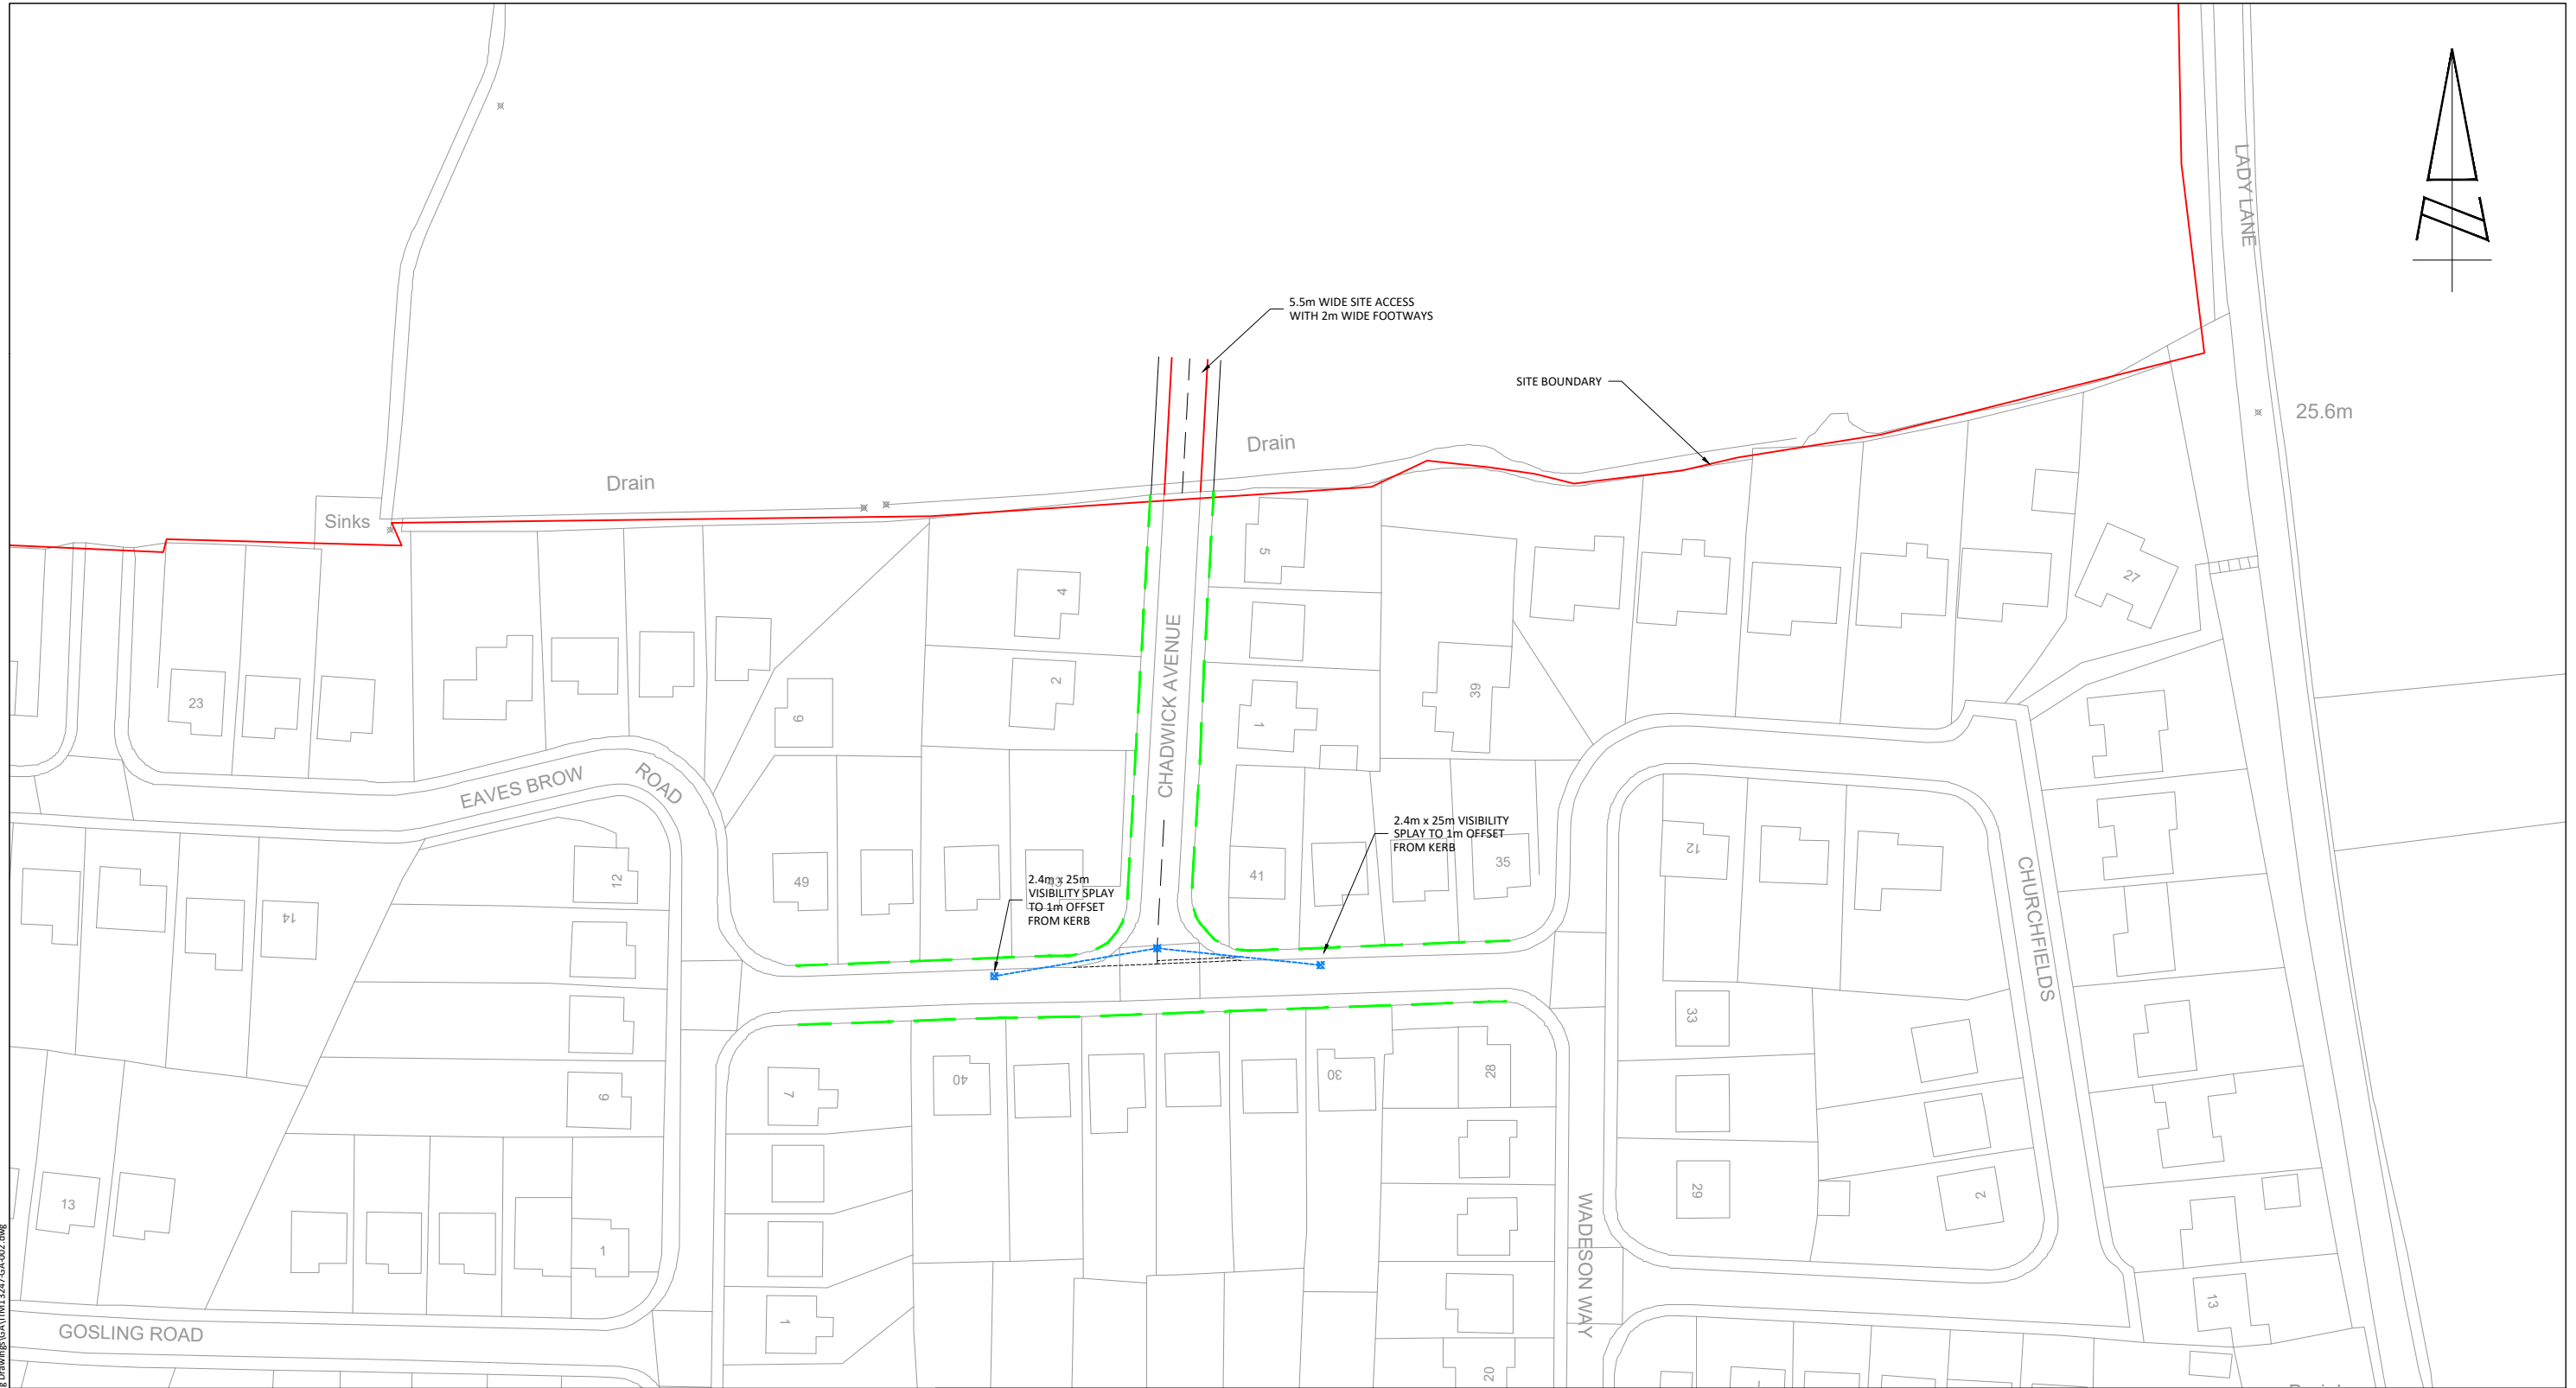 LADY LANE
5.5m WIDE SITE ACCESS
WITH 2m WIDE FOOTWAYS
SITE BOUNDARY
25.6m
Drain
Drain
Sinks
5
4
27
CHADWICK AVENUE
2
39
23
1
EAVES BROW
ROAD
2.4m x 25m VISIBILITY
SPLAY TO 1m OFFSET
FROM KERB
12
35
49
41
12
2.4m x 25m
VISIBILITY SPLAY
TO 1m OFFSET
FROM KERB
14
CHURCHFIELDS
33
40
30
28
7
13
29
2
WADESON WAY
1
1
13
GOSLING ROAD
20